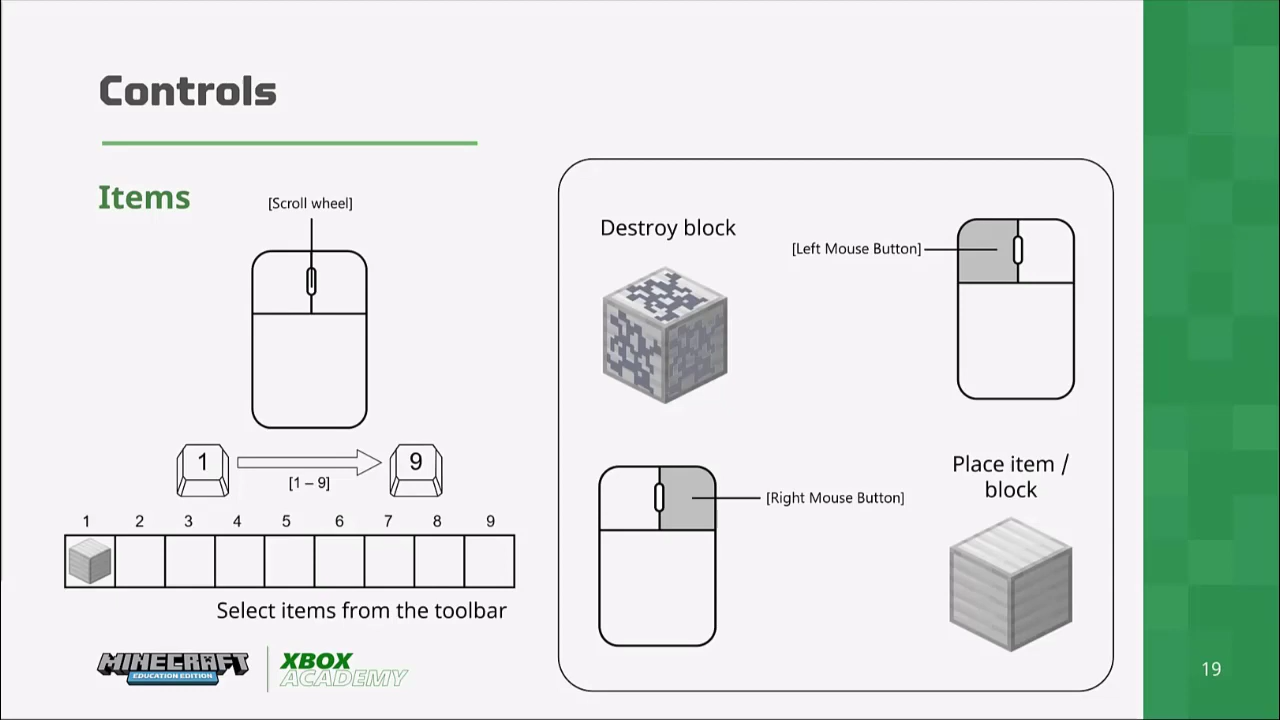 Controls
Items
[Scroll wheel]
1
9
[1 – 9]
1 2 3 4 5 6 7 8 9
Select items from the toolbar
Destroy block
[Left Mouse Button]
[Right Mouse Button]
Place item /
block
MINECRAFT
EDUCATION EDITION
XBOX
ACADEMY
19